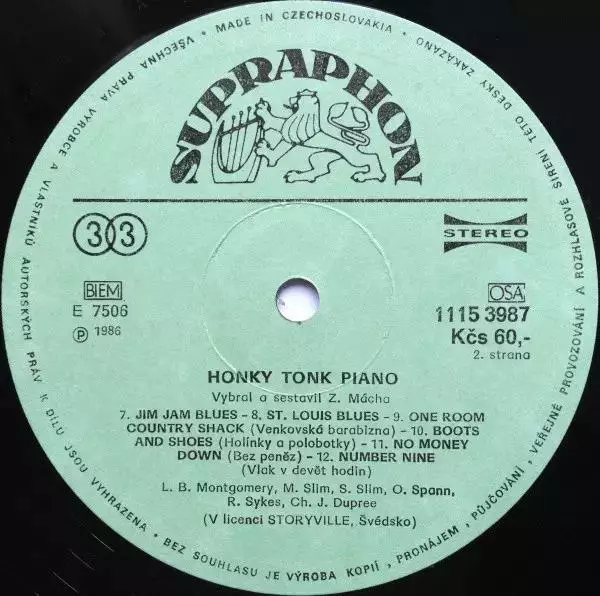 • MADE IN CZECHOSLOVAKIA • VŠECHNA PRÁVA VÝROBCE A VLASTNÍKŮ AUTORSKÝCH PRÁV K DÍLU JSOU VYHRAZENA • BEZ SOUHLASU JE VÝROBA KOPIÍ, PRONÁJEM, PŮJČOVÁNÍ, VEŘEJNÉ PROVOZOVÁNÍ A ROZHLASOVÉ ŠÍŘENÍ TÉTO DESKY ZAKÁZÁNO
SUPRAPHON
33
STEREO
BIEM
E 7506
Ⓟ 1986
OSA
1115 3987
Kčs 60,-
2. strana
HONKY TONK PIANO
Vybral a sestavil Z. Mácha
7. JIM JAM BLUES - 8. ST. LOUIS BLUES - 9. ONE ROOM
COUNTRY SHACK (Venkovská barabizna) - 10. BOOTS
AND SHOES (Holínky a polobotky) - 11. NO MONEY
DOWN (Bez peněz) - 12. NUMBER NINE
(Vlak v devět hodin)
L. B. Montgomery, M. Slim, S. Slim, O. Spann,
R. Sykes, Ch. J. Dupree
(V licenci STORYVILLE, Švédsko)